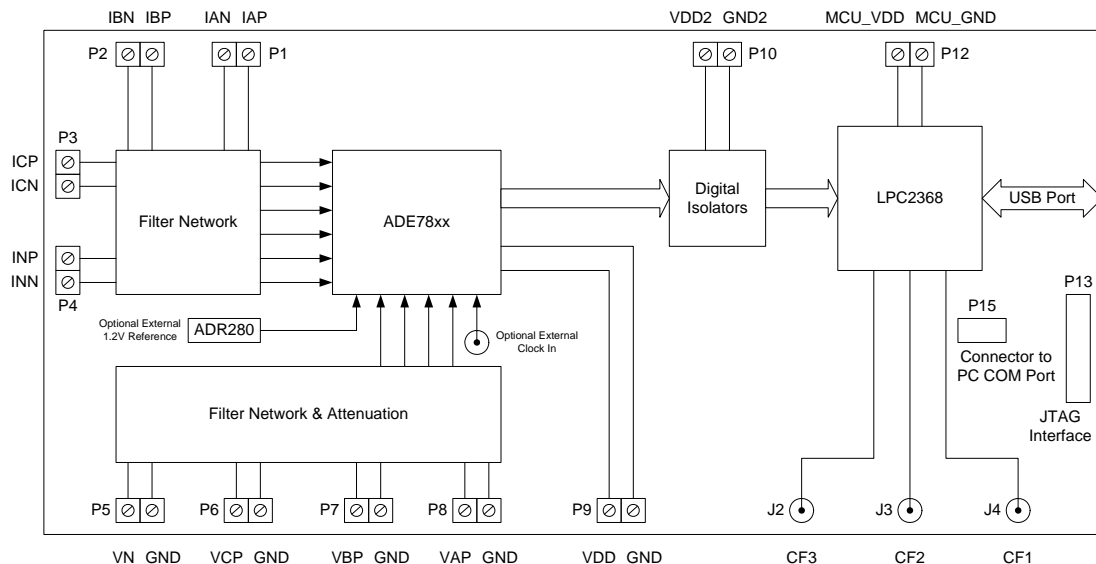 IBN IBP IAN IAP VDD2 GND2 MCU_VDD MCU_GND
P2 P1 P10 P12
P3
ICP
ICN
Filter Network
ADE78xx
Digital
Isolators
LPC2368
USB Port
INP
INN
P4
Optional External
1.2V Reference
ADR280
Optional External
Clock In
P15
Connector to
PC COM Port
P13
JTAG
Interface
Filter Network & Attenuation
P5 P6 P7 P8 P9 J2 J3 J4
VN GND VCP GND VBP GND VAP GND VDD GND CF3 CF2 CF1